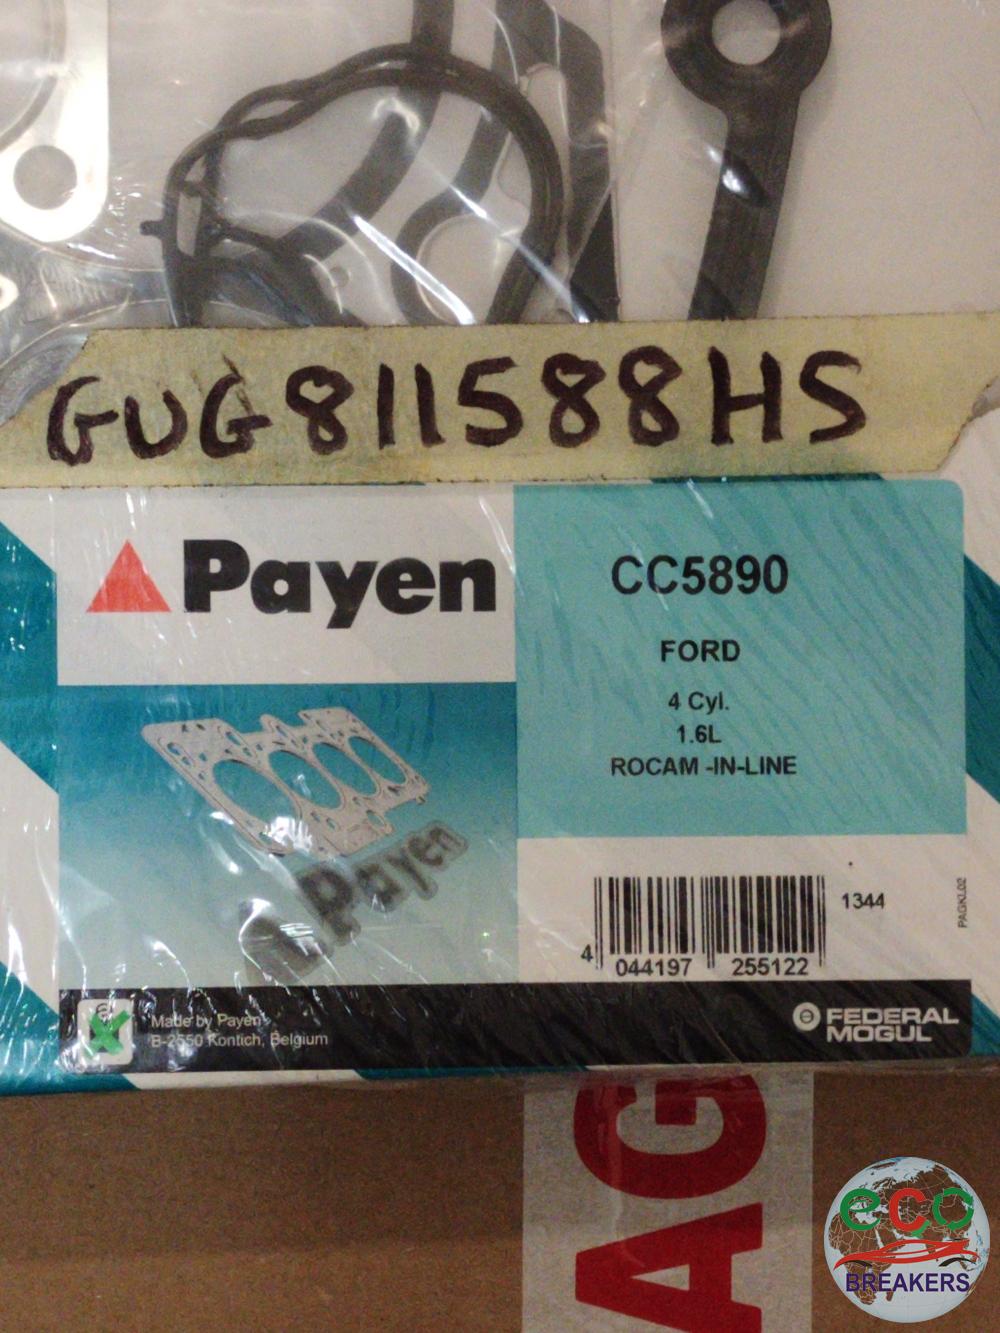 GUG811588HS
Payen
CC5890
FORD
4 Cyl.
1.6L
ROCAM -IN-LINE
Payen
1344
PAGKL02
4 044197 255122
Made by Payen
B-2550 Kontich, Belgium
FEDERAL
MOGUL
AG
eco
BREAKERS